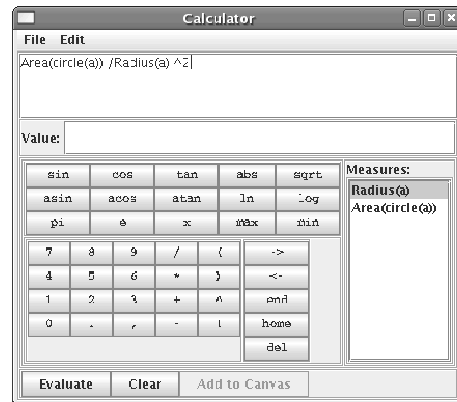 Calculator
File Edit
Area(circle(a)) /Radius(a) ^2
Value:
sin cos tan abs sqrt
asin acos atan ln log
pi e x max min
Measures:
Radius(a)
Area(circle(a))
7 8 9 / ( ->
4 5 6 * ) <-
1 2 3 + ^ end
0 . , - ! home
del
Evaluate Clear Add to Canvas